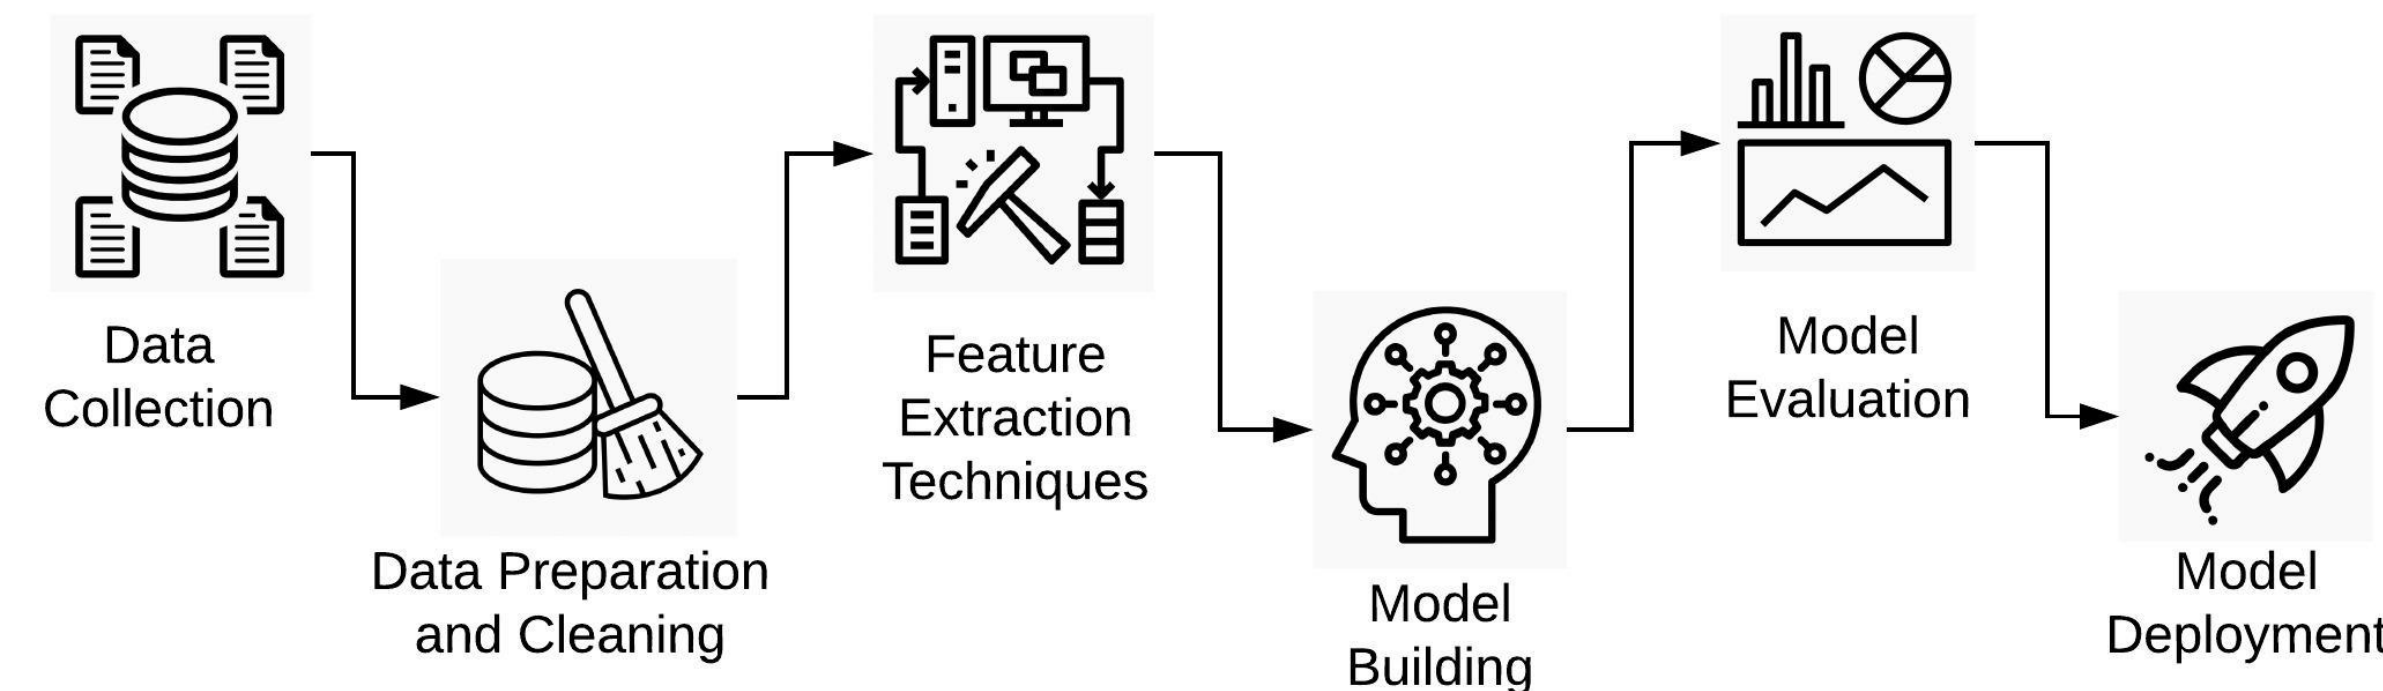 Data
Collection
Data Preparation
and Cleaning
Feature
Extraction
Techniques
Model
Building
Model
Evaluation
Model
Deployment